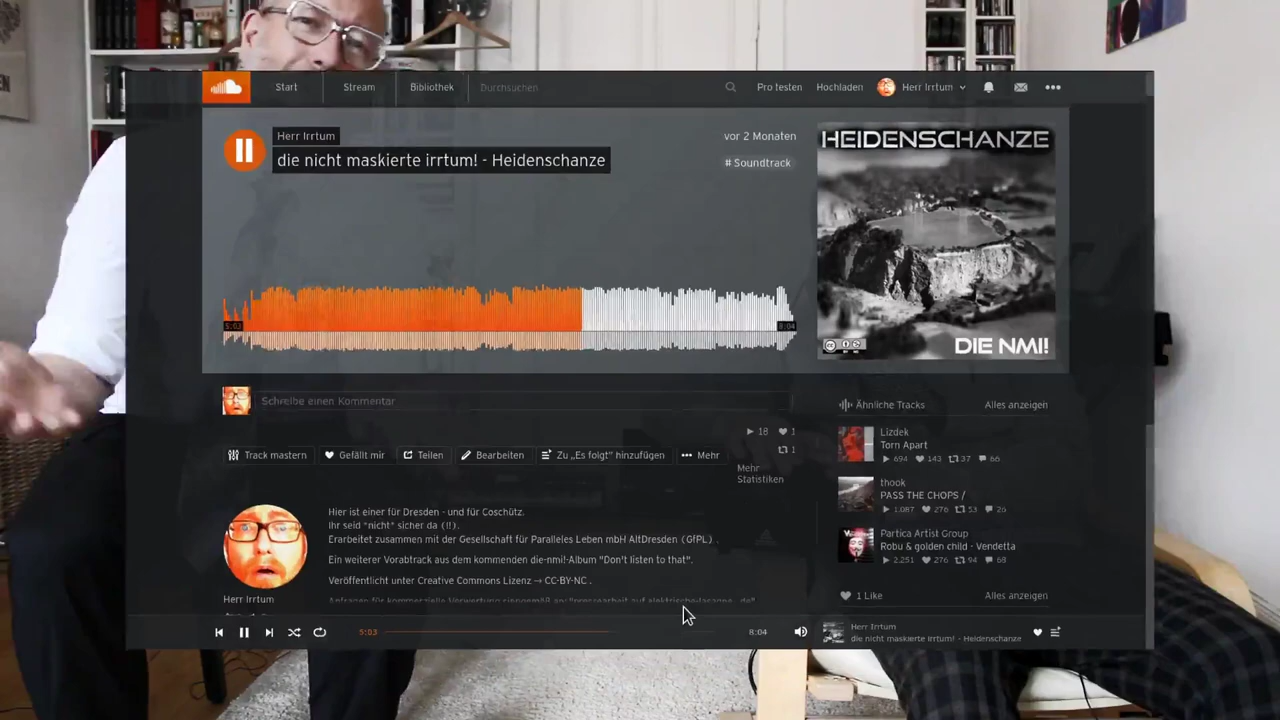 Start
Stream
Bibliothek
Durchsuchen
Pro testen
Hochladen
Herr Irrtum
Herr Irrtum
die nicht maskierte irrtum! - Heidenschanze
vor 2 Monaten
# Soundtrack
HEIDENSCHANZE
DIE NMI!
5:03
8:04
Schreibe einen Kommentar
18
1
1
Track mastern
Gefällt mir
Teilen
Bearbeiten
Zu „Es folgt" hinzufügen
Mehr
Mehr
Statistiken
Hier ist einer für Dresden - und für Coschütz.
Ihr seid *nicht* sicher da (!!).
Erarbeitet zusammen mit der Gesellschaft für Paralleles Leben mbH AltDresden (GfPL) .
Ein weiterer Vorabtrack aus dem kommenden die-nmi!-Album "Don't listen to that".
Veröffentlicht unter Creative Commons Lizenz → CC-BY-NC .
Herr Irrtum
Ähnliche Tracks
Alles anzeigen
Lizdek
Torn Apart
694 143 37 66
thook
PASS THE CHOPS /
1.087 276 53 26
Partica Artist Group
Robu & golden child - Vendetta
2.251 276 94 68
1 Like
Alles anzeigen
5:03
8:04
Herr Irrtum
die nicht maskierte irrtum! - Heidenschanze